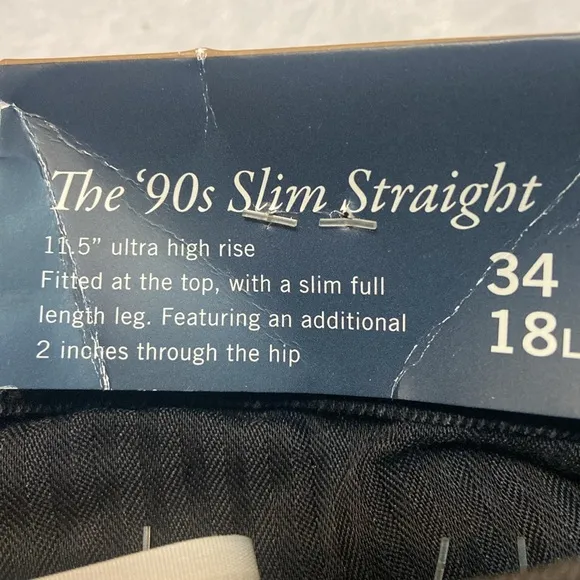 The ‘90s Slim Straight
11.5” ultra high rise
Fitted at the top, with a slim full
length leg. Featuring an additional
2 inches through the hip
34
18L